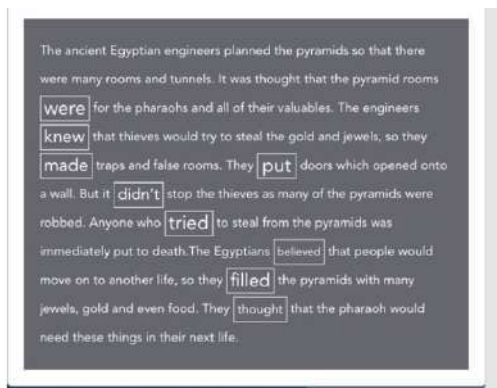 The ancient Egyptian engineers planned the pyramids so that there
were many rooms and tunnels. It was thought that the pyramid rooms
were for the pharaohs and all of their valuables. The engineers
knew that thieves would try to steal the gold and jewels, so they
made traps and false rooms. They put doors which opened onto
a wall. But it didn't stop the thieves as many of the pyramids were
robbed. Anyone who tried to steal from the pyramids was
immediately put to death.The Egyptians believed that people would
move on to another life, so they filled the pyramids with many
jewels, gold and even food. They thought that the pharaoh would
need these things in their next life.